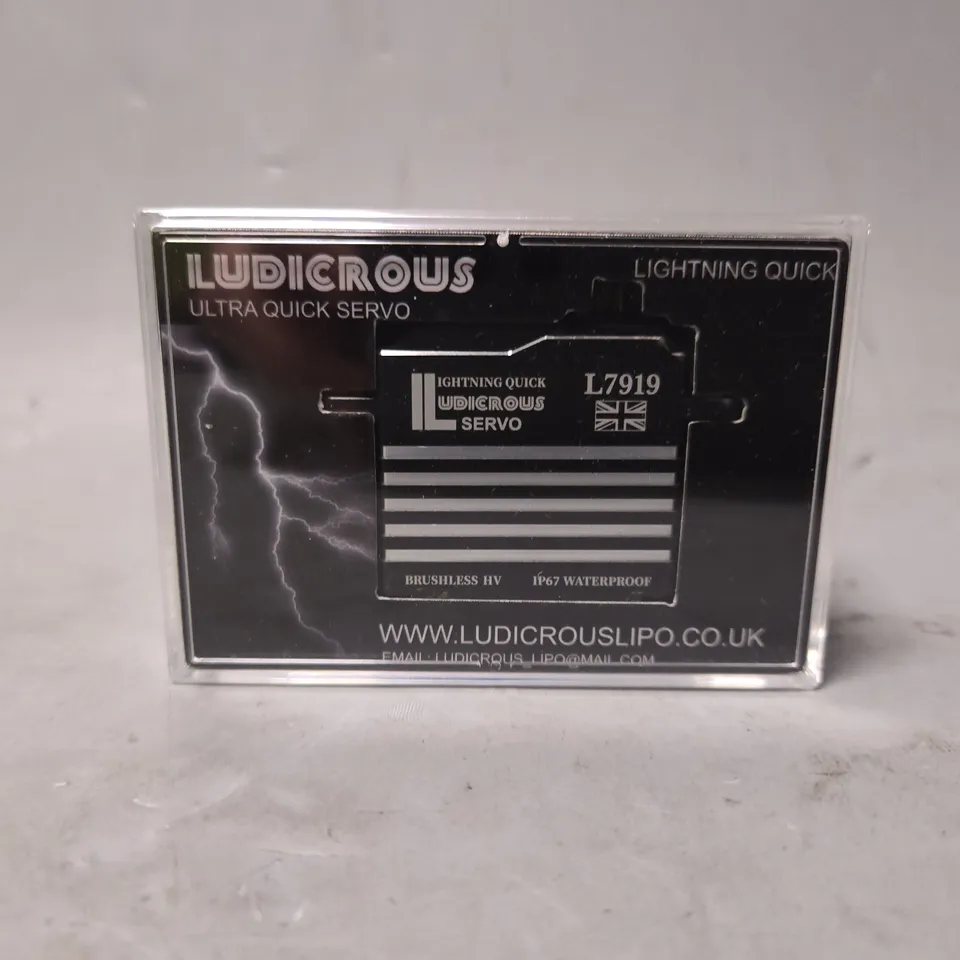 LUDICROUS
ULTRA QUICK SERVO
LIGHTNING QUICK
LIGHTNING QUICK
LUDICROUS
SERVO
L7919
BRUSHLESS HV
IP67 WATERPROOF
WWW.LUDICROUSLIPO.CO.UK
EMAIL: LUDICROUS_LIPO@MAIL.COM